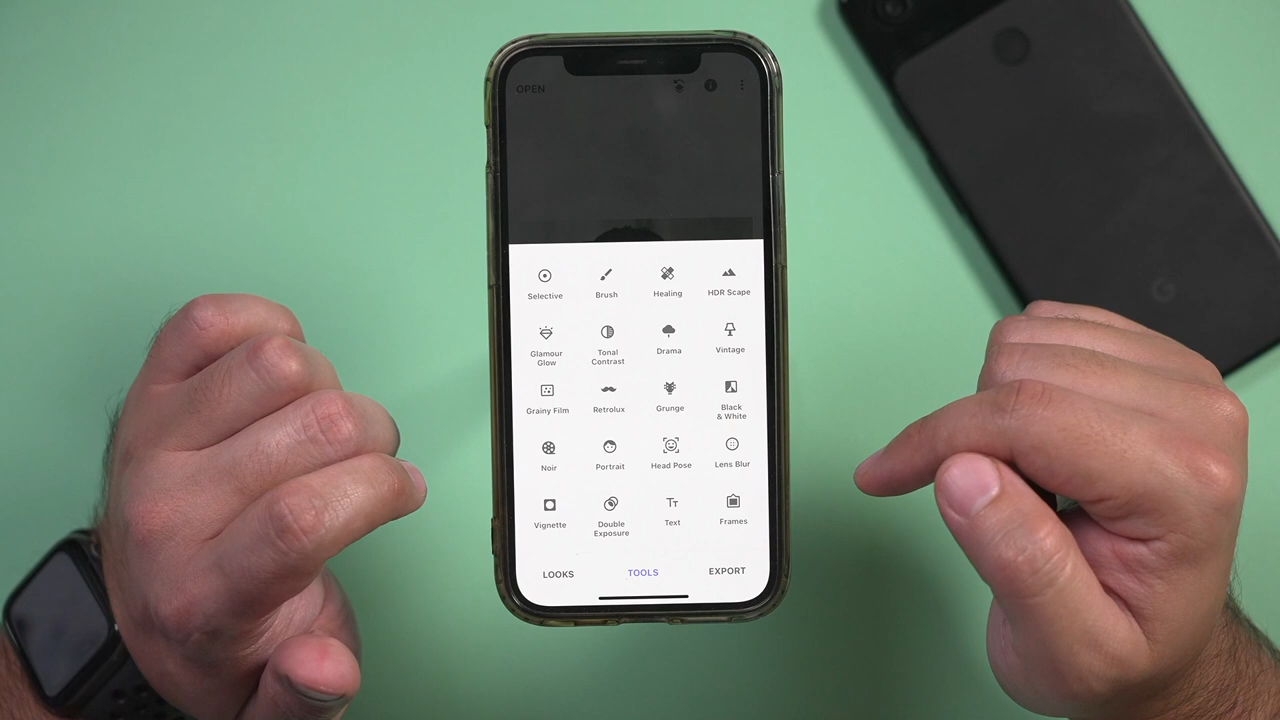 OPEN
Selective
Brush
Healing
HDR Scape
Glamour
Glow
Tonal
Contrast
Drama
Vintage
Grainy Film
Retrolux
Grunge
Black
& White
Noir
Portrait
Head Pose
Lens Blur
Vignette
Double
Exposure
Text
Frames
LOOKS
TOOLS
EXPORT